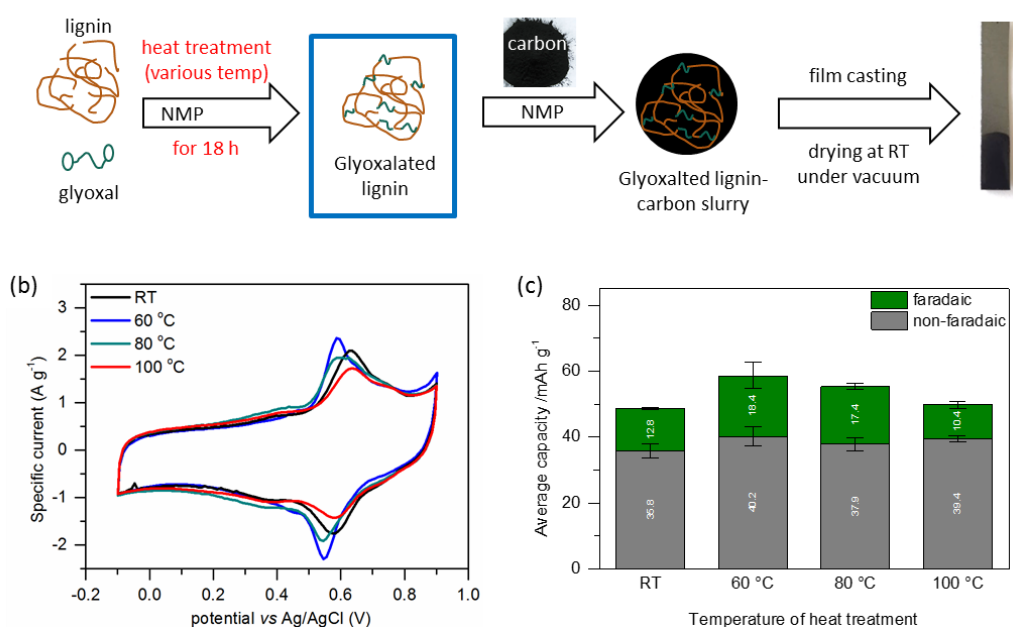 lignin
glyoxal
heat treatment
(various temp)
NMP
for 18 h
Glyoxalated
lignin
carbon
NMP
Glyoxalted lignin-
carbon slurry
film casting
drying at RT
under vacuum
(b)
RT
60 °C
80 °C
100 °C
Specific current (A g⁻¹)
3
2
1
0
-1
-2
-0.2
0.0
0.2
0.4
0.6
0.8
1.0
potential vs Ag/AgCl (V)
(c)
faradaic
non-faradaic
Average capacity /mAh g⁻¹
80
60
40
20
0
12.8
35.8
18.4
40.2
17.4
37.9
10.4
39.4
RT
60 °C
80 °C
100 °C
Temperature of heat treatment